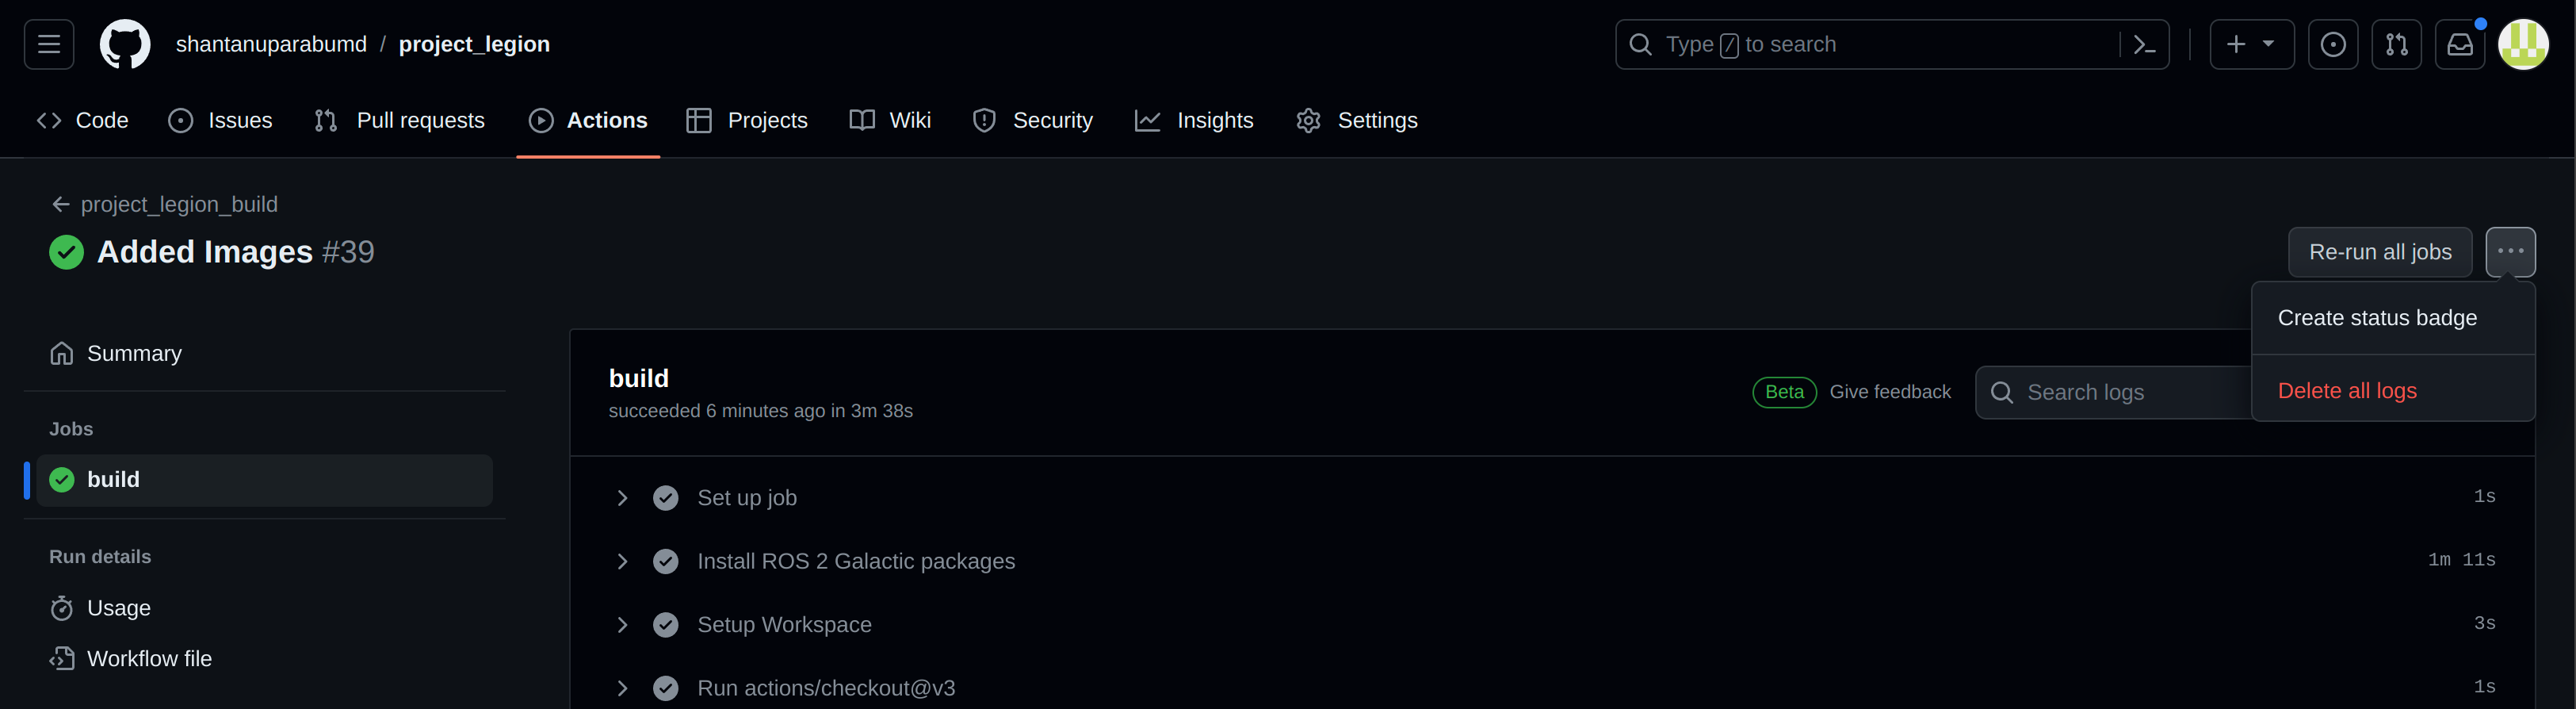 shantanuparabumd / project_legion
Type / to search
Code Issues Pull requests Actions Projects Wiki Security Insights Settings
project_legion_build
Added Images #39
Re-run all jobs
Create status badge
Delete all logs
Summary
Jobs
build
Run details
Usage
Workflow file
build
succeeded 6 minutes ago in 3m 38s
Beta Give feedback
Search logs
Set up job 1s
Install ROS 2 Galactic packages 1m 11s
Setup Workspace 3s
Run actions/checkout@v3 1s